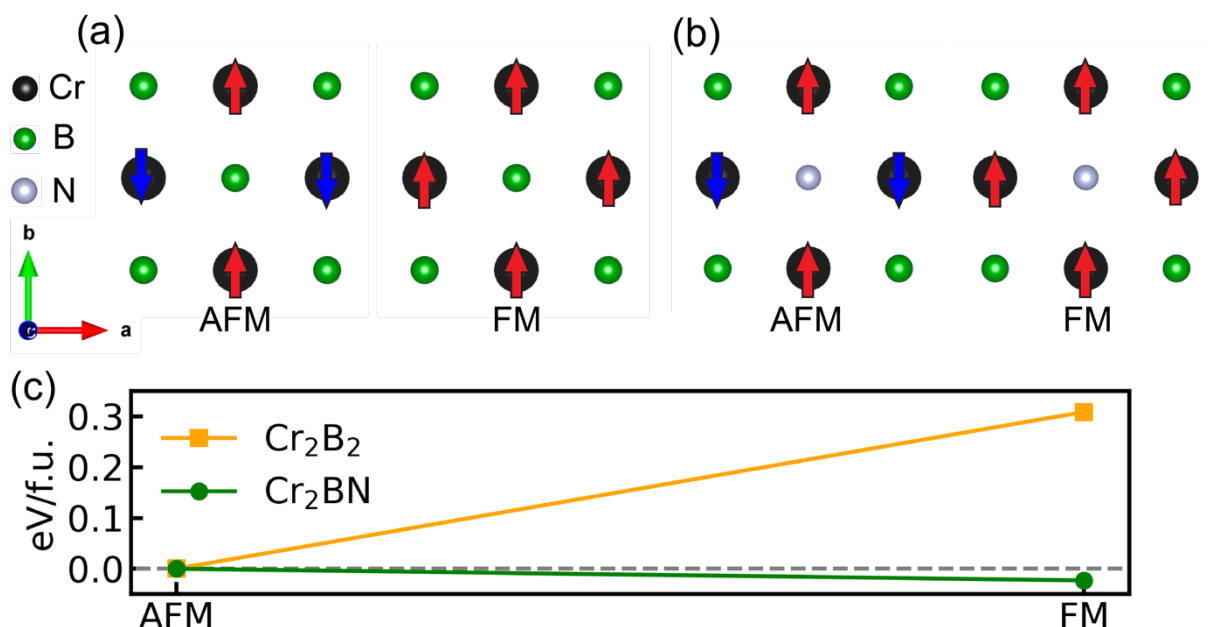 (a)
(b)
Cr
B
N
b
c
a
AFM
FM
AFM
FM
(c)
eV/f.u.
0.3
0.2
0.1
0.0
Cr₂B₂
Cr₂BN
AFM
FM